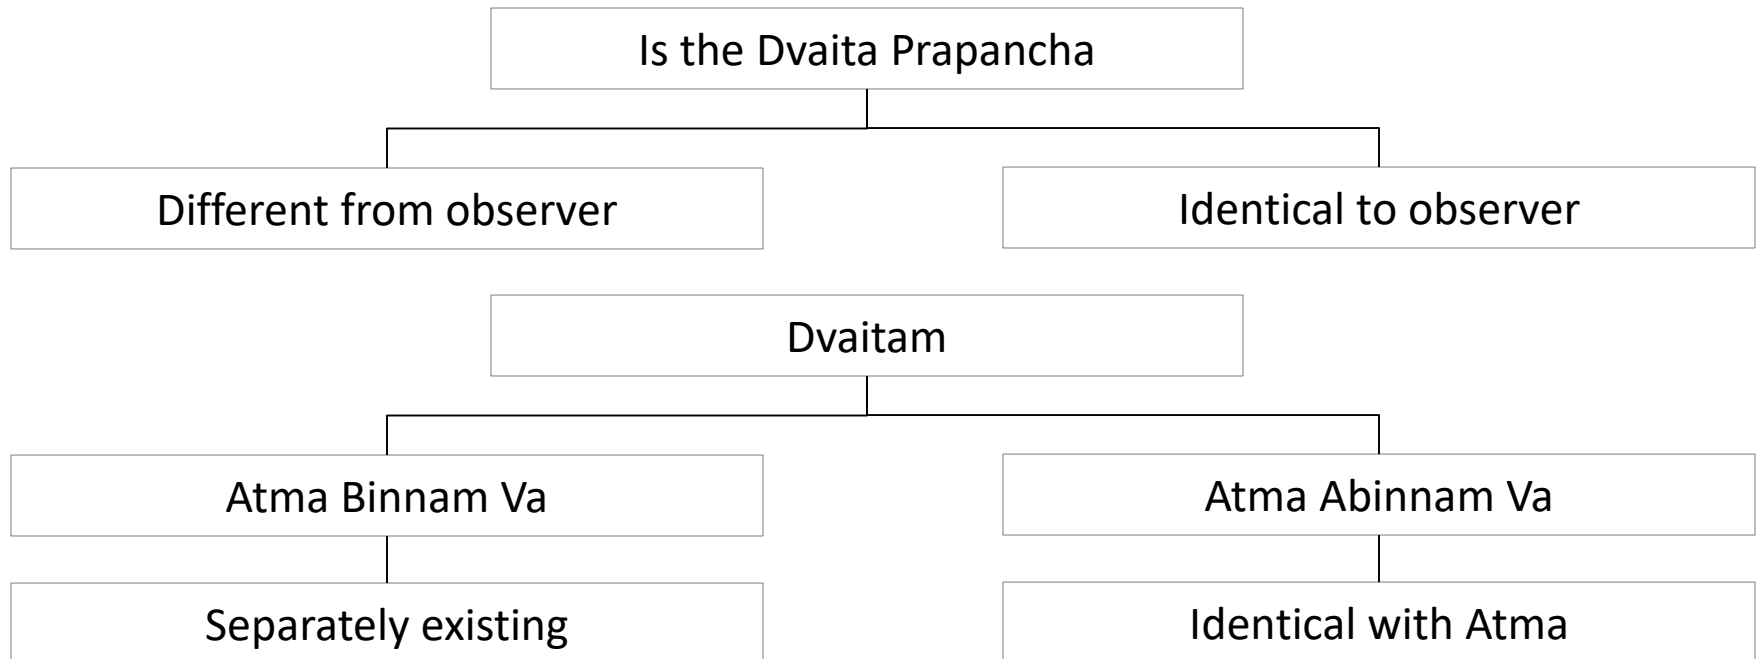 Is the Dvaita Prapancha
Different from observer
Identical to observer
Dvaitam
Atma Binnam Va
Atma Abinnam Va
Separately existing
Identical with Atma